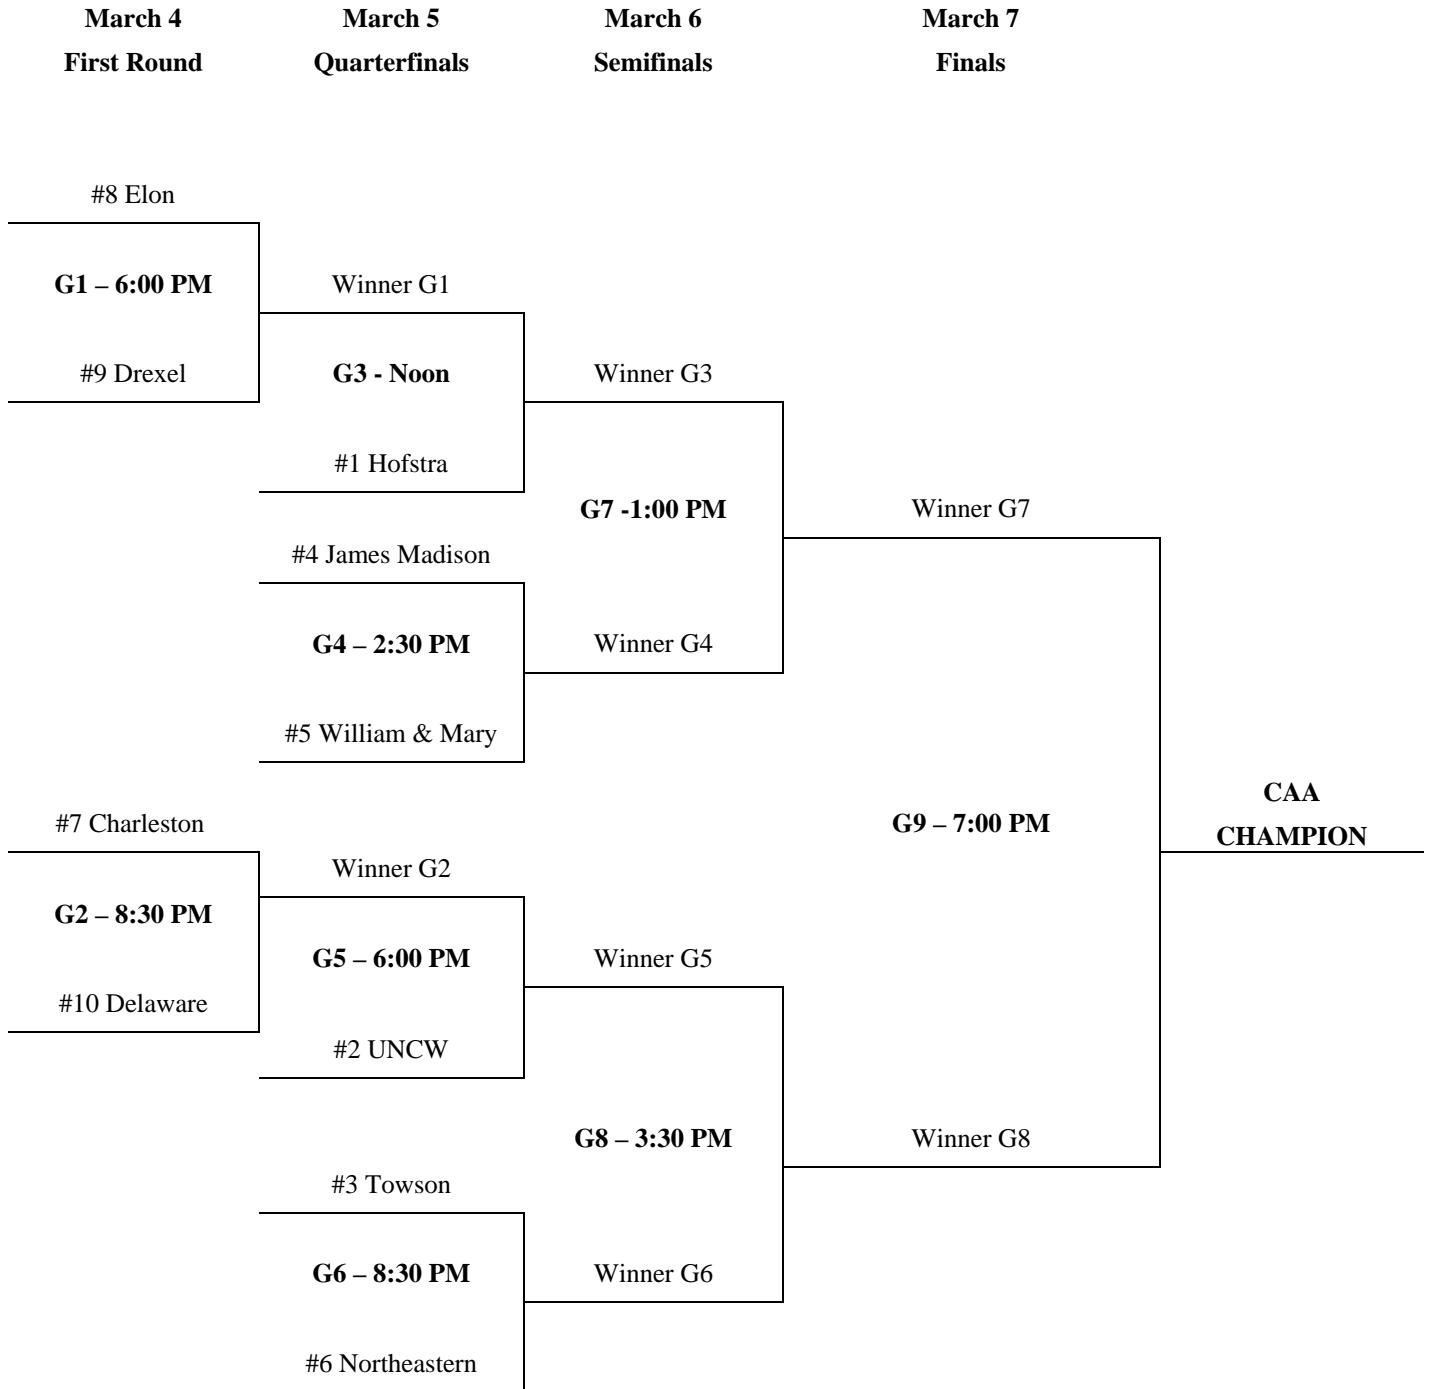 March 4 March 5 March 6 March 7
First Round Quarterfinals Semifinals Finals
#8 Elon
G1 – 6:00 PM Winner G1
#9 Drexel G3 - Noon Winner G3
#1 Hofstra
G7 -1:00 PM Winner G7
#4 James Madison
G4 – 2:30 PM Winner G4
#5 William & Mary
CAA
#7 Charleston G9 – 7:00 PM
CHAMPION
Winner G2
G2 – 8:30 PM
G5 – 6:00 PM Winner G5
#10 Delaware
#2 UNCW
G8 – 3:30 PM Winner G8
#3 Towson
G6 – 8:30 PM Winner G6
#6 Northeastern